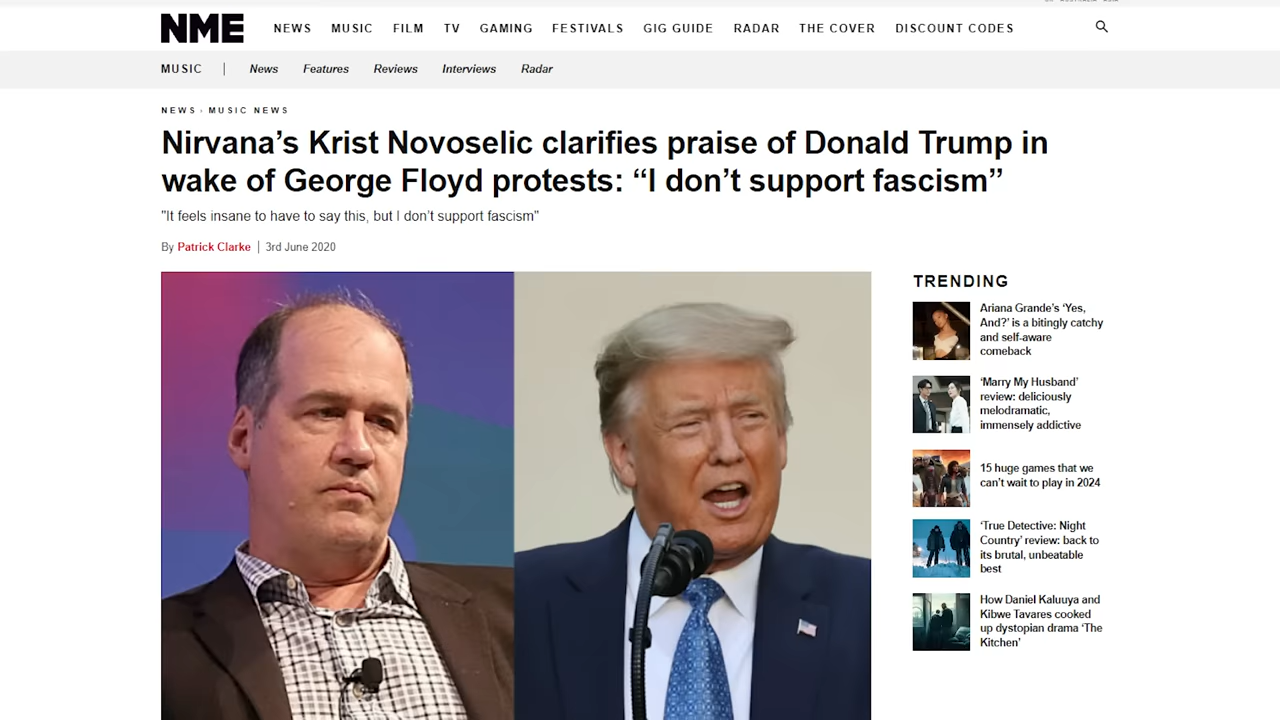 NME
NEWS MUSIC FILM TV GAMING FESTIVALS GIG GUIDE RADAR THE COVER DISCOUNT CODES
MUSIC | News Features Reviews Interviews Radar
NEWS › MUSIC NEWS
Nirvana’s Krist Novoselic clarifies praise of Donald Trump in
wake of George Floyd protests: “I don’t support fascism”
"It feels insane to have to say this, but I don’t support fascism"
By Patrick Clarke | 3rd June 2020
TRENDING
Ariana Grande’s ‘Yes,
And?’ is a bitingly catchy
and self-aware
comeback
‘Marry My Husband’
review: deliciously
melodramatic,
immensely addictive
15 huge games that we
can’t wait to play in 2024
‘True Detective: Night
Country’ review: back to
its brutal, unbeatable
best
How Daniel Kaluuya and
Kibwe Tavares cooked
up dystopian drama ‘The
Kitchen’